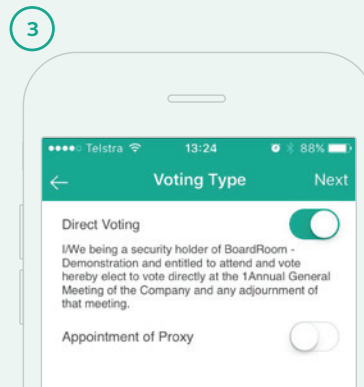 3
Telstra 13:24 88%
Voting Type Next
Direct Voting
I/We being a security holder of BoardRoom -
Demonstration and entitled to attend and vote
hereby elect to vote directly at the 1Annual General
Meeting of the Company and any adjournment of
that meeting.
Appointment of Proxy